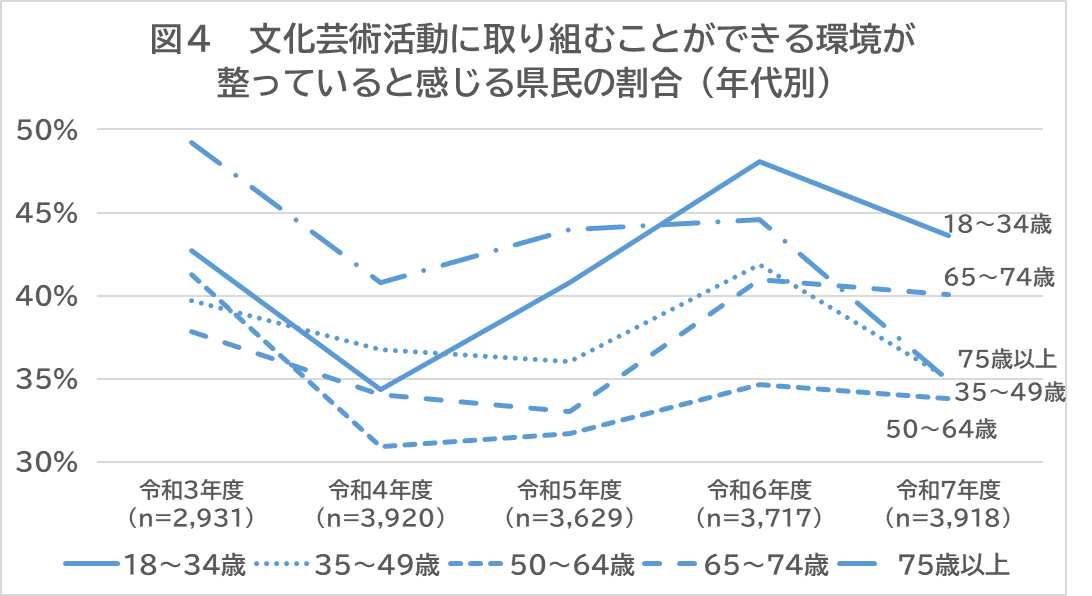 図４　文化芸術活動に取り組むことができる環境が
整っていると感じる県民の割合（年代別）
50%
45%
40%
35%
30%
18～34歳
65～74歳
75歳以上
35～49歳
50～64歳
令和3年度
（n=2,931）
令和4年度
（n=3,920）
令和5年度
（n=3,629）
令和6年度
（n=3,717）
令和7年度
（n=3,918）
18～34歳 35～49歳 50～64歳 65～74歳 75歳以上